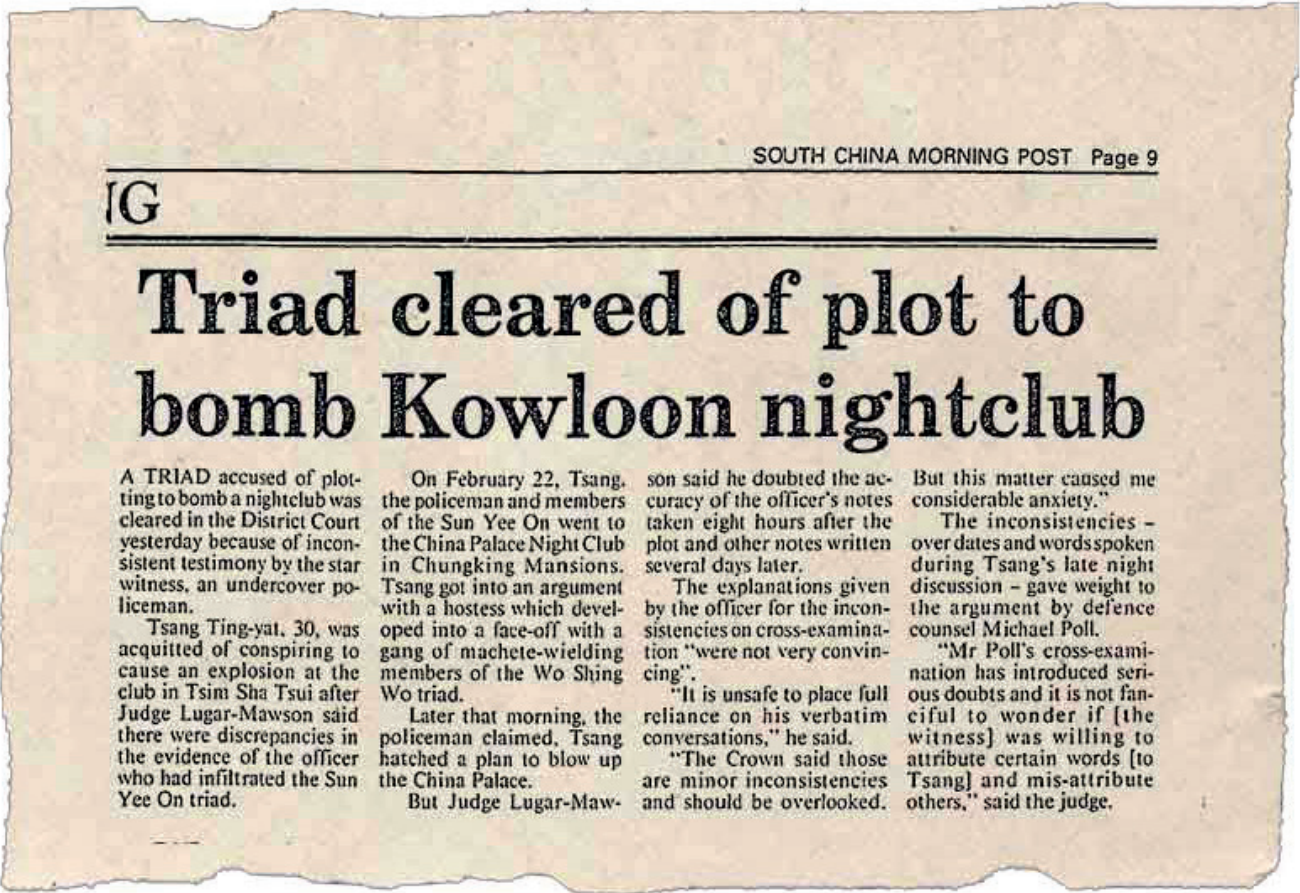 SOUTH CHINA MORNING POST Page 9
NG
Triad cleared of plot to
bomb Kowloon nightclub
A TRIAD accused of plot-
ting to bomb a nightclub was
cleared in the District Court
yesterday because of incon-
sistent testimony by the star
witness, an undercover po-
liceman.
Tsang Ting-yat, 30, was
acquitted of conspiring to
cause an explosion at the
club in Tsim Sha Tsui after
Judge Lugar-Mawson said
there were discrepancies in
the evidence of the officer
who had infiltrated the Sun
Yee On triad.
On February 22, Tsang,
the policeman and members
of the Sun Yee On went to
the China Palace Night Club
in Chungking Mansions.
Tsang got into an argument
with a hostess which devel-
oped into a face-off with a
gang of machete-wielding
members of the Wo Shing
Wo triad.
Later that morning, the
policeman claimed, Tsang
hatched a plan to blow up
the China Palace.
But Judge Lugar-Maw-
son said he doubted the ac-
curacy of the officer's notes
taken eight hours after the
plot and other notes written
several days later.
The explanations given
by the officer for the incon-
sistencies on cross-examina-
tion "were not very convin-
cing".
"It is unsafe to place full
reliance on his verbatim
conversations," he said.
"The Crown said those
are minor inconsistencies
and should be overlooked.
But this matter caused me
considerable anxiety."
The inconsistencies –
over dates and words spoken
during Tsang's late night
discussion – gave weight to
the argument by defence
counsel Michael Poll.
"Mr Poll's cross-exami-
nation has introduced seri-
ous doubts and it is not fan-
ciful to wonder if [the
witness] was willing to
attribute certain words [to
Tsang] and mis-attribute
others," said the judge.